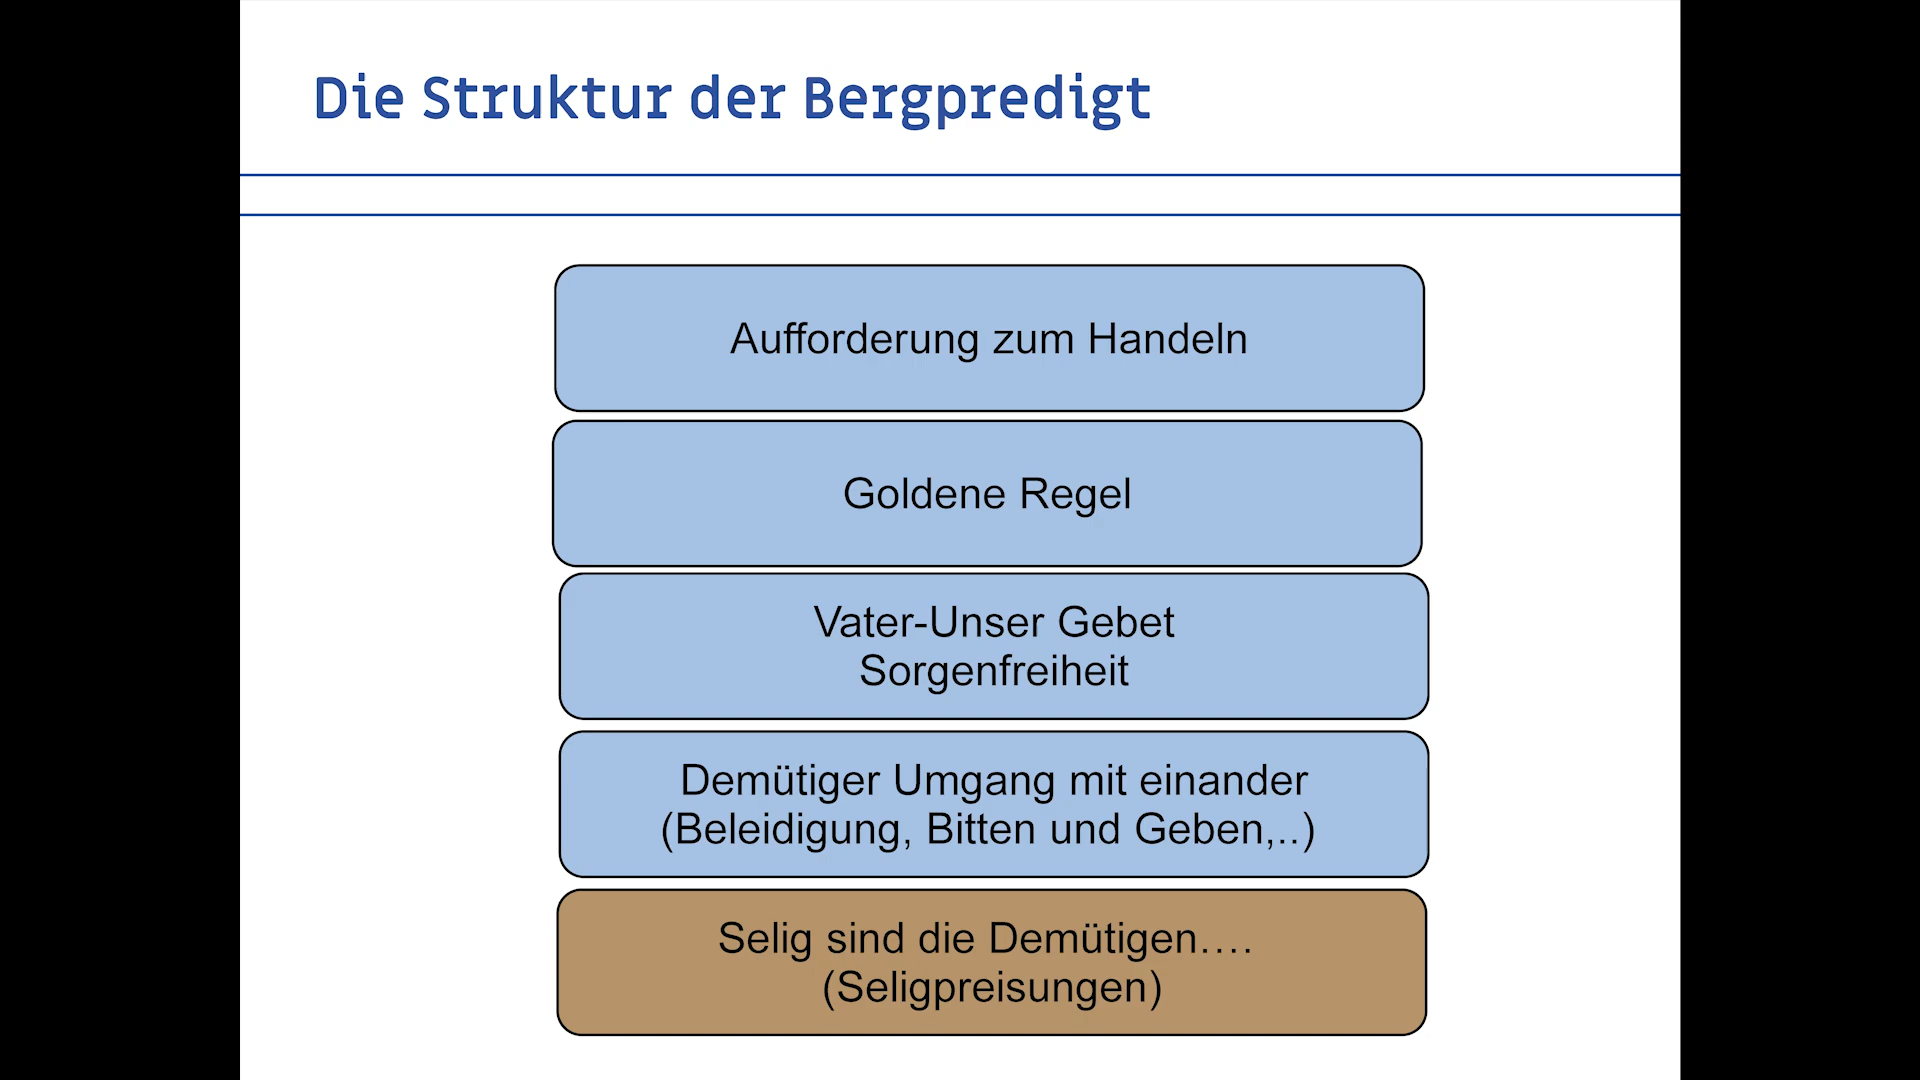 Die Struktur der Bergpredigt
Aufforderung zum Handeln
Goldene Regel
Vater-Unser Gebet
Sorgenfreiheit
Demütiger Umgang mit einander
(Beleidigung, Bitten und Geben,..)
Selig sind die Demütigen....
(Seligpreisungen)